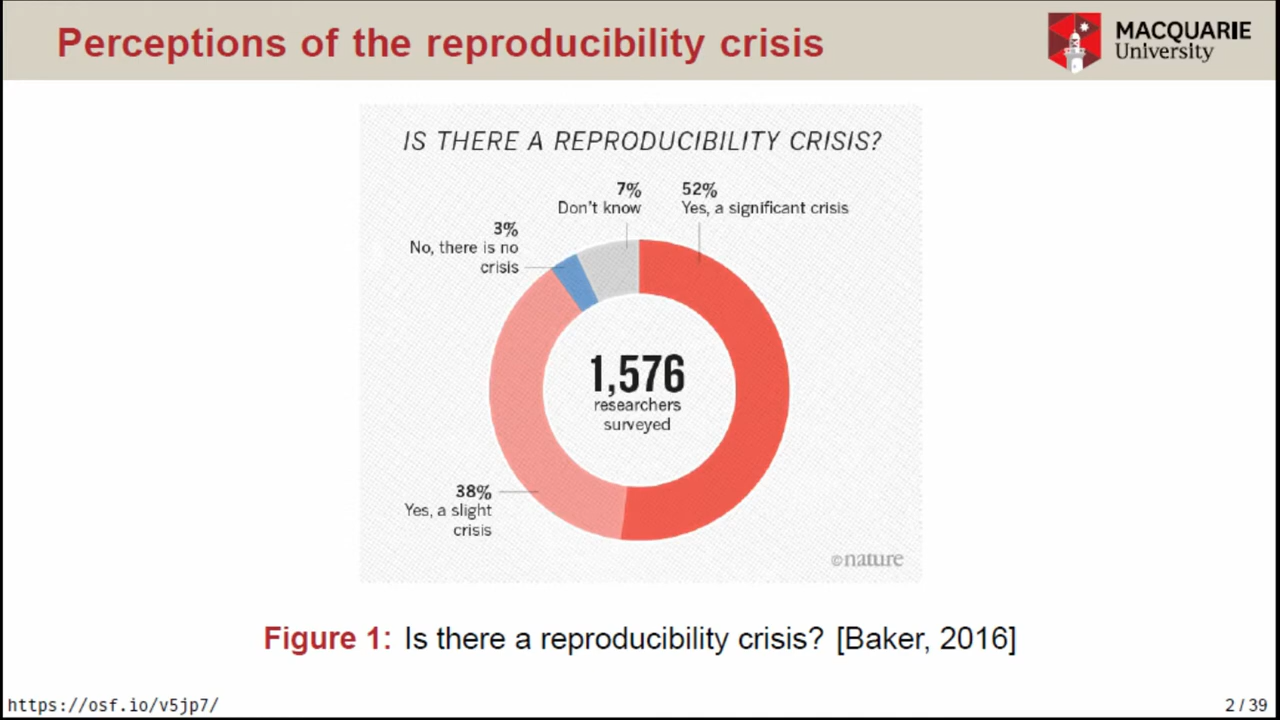 Perceptions of the reproducibility crisis
MACQUARIE
University
IS THERE A REPRODUCIBILITY CRISIS?
7%
Don't know
52%
Yes, a significant crisis
3%
No, there is no
crisis
1,576
researchers
surveyed
38%
Yes, a slight
crisis
©nature
Figure 1: Is there a reproducibility crisis? [Baker, 2016]
https://osf.io/v5jp7/
2 / 39